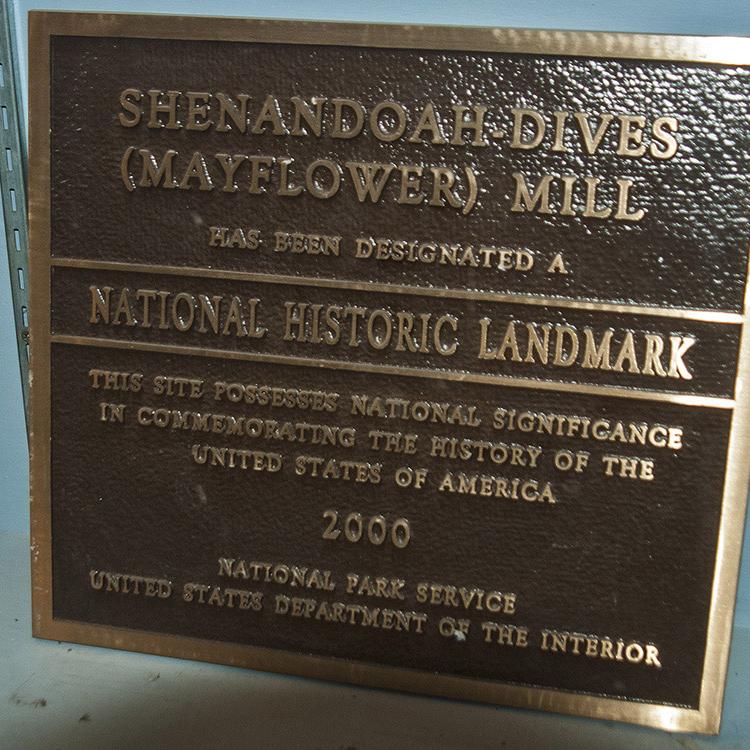 SHENANDOAH-DIVES
(MAYFLOWER) MILL
HAS BEEN DESIGNATED A
NATIONAL HISTORIC LANDMARK
THIS SITE POSSESSES NATIONAL SIGNIFICANCE
IN COMMEMORATING THE HISTORY OF THE
UNITED STATES OF AMERICA
2000
NATIONAL PARK SERVICE
UNITED STATES DEPARTMENT OF THE INTERIOR